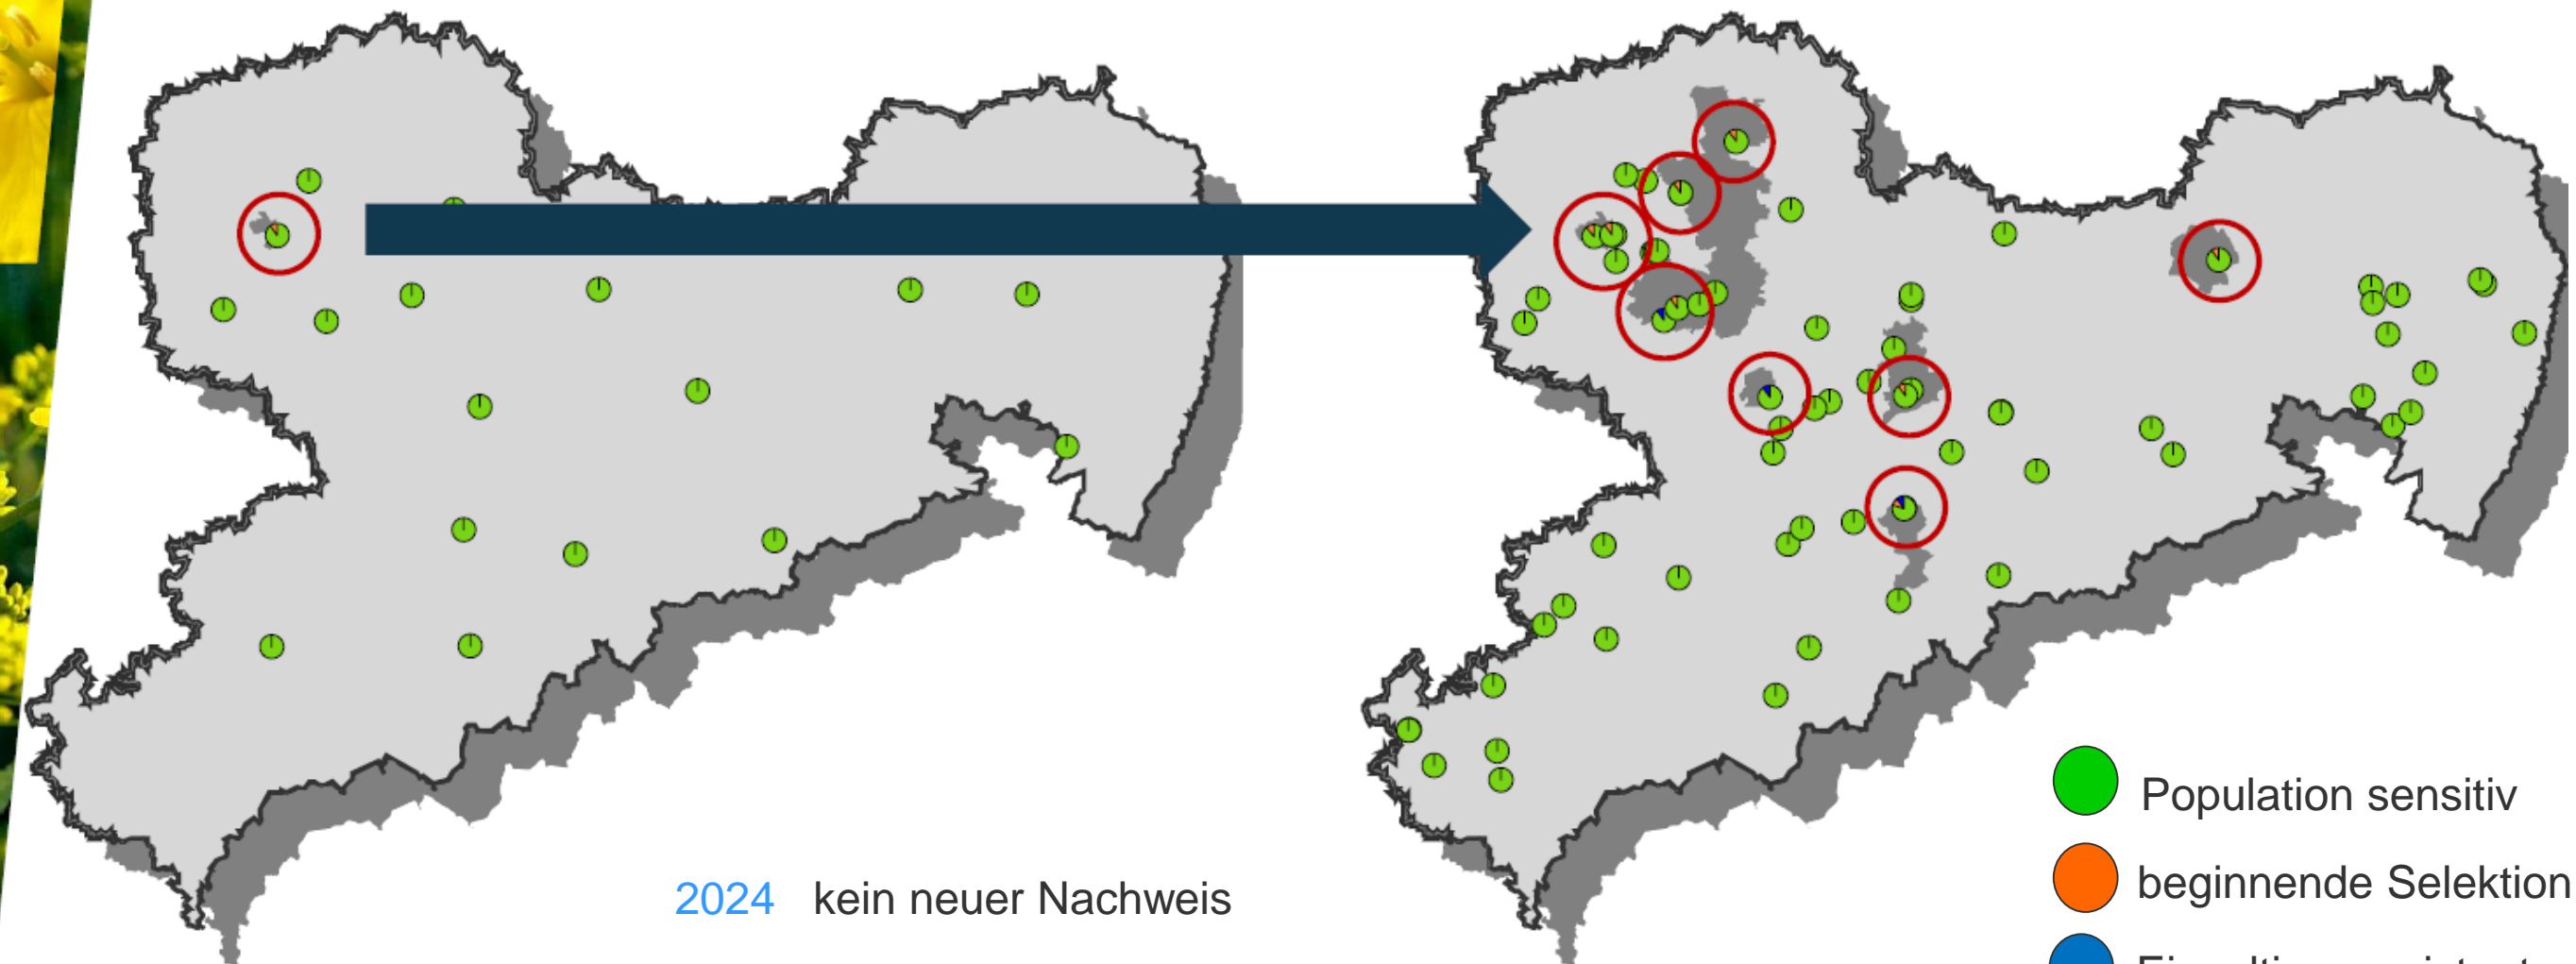 2024 kein neuer Nachweis
Population sensitiv
beginnende Selektion